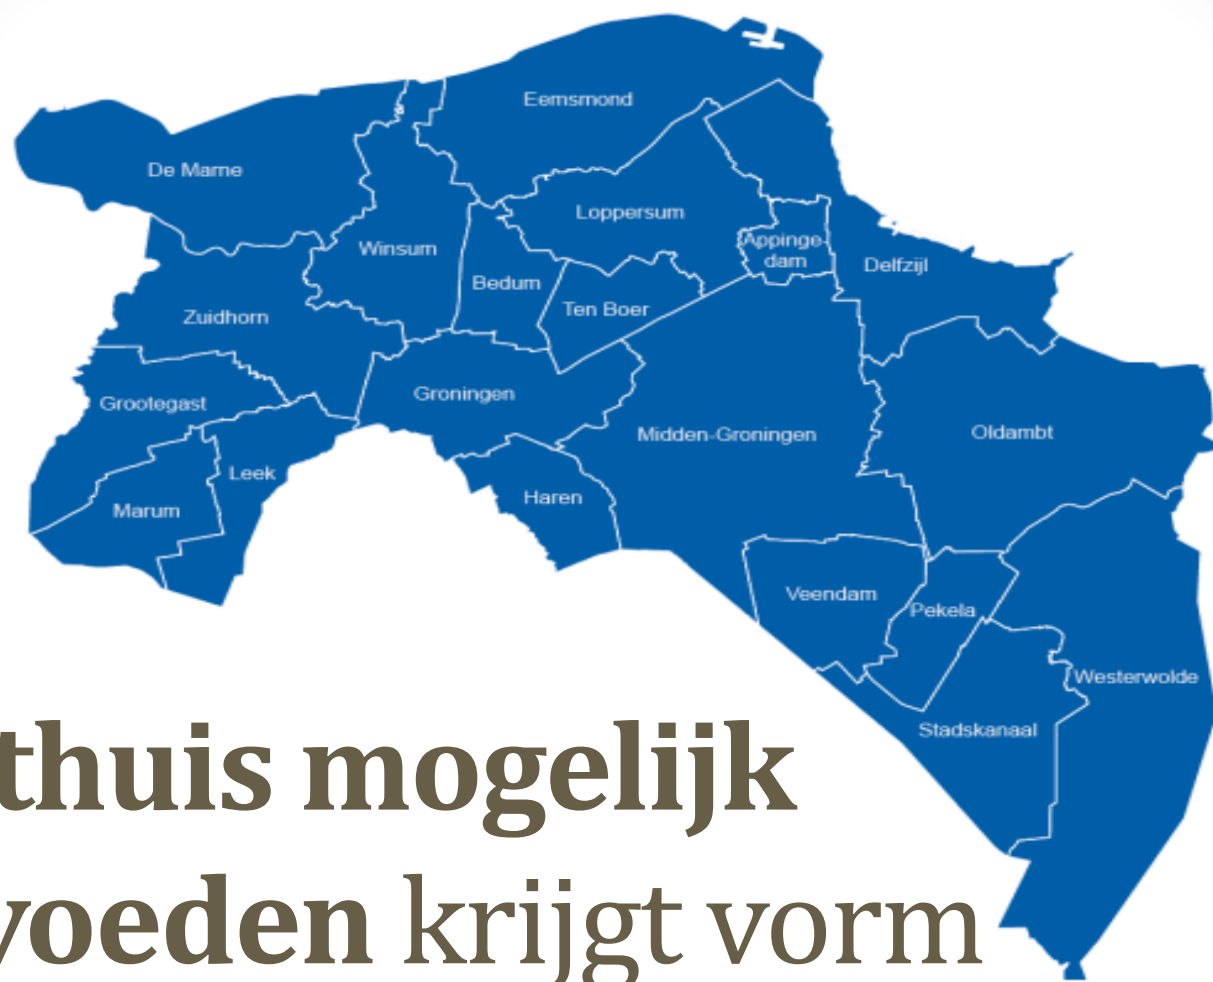 Eemsmond
De Marne
Loppersum
Winsum
Appinge-
dam
Delfzijl
Bedum
Ten Boer
Zuidhorn
Groningen
Grootegast
Midden-Groningen
Oldambt
Leek
Haren
Marum
Veendam
Pekela
Westerwolde
Stadskanaal
thuis mogelijk
voeden krijgt vorm